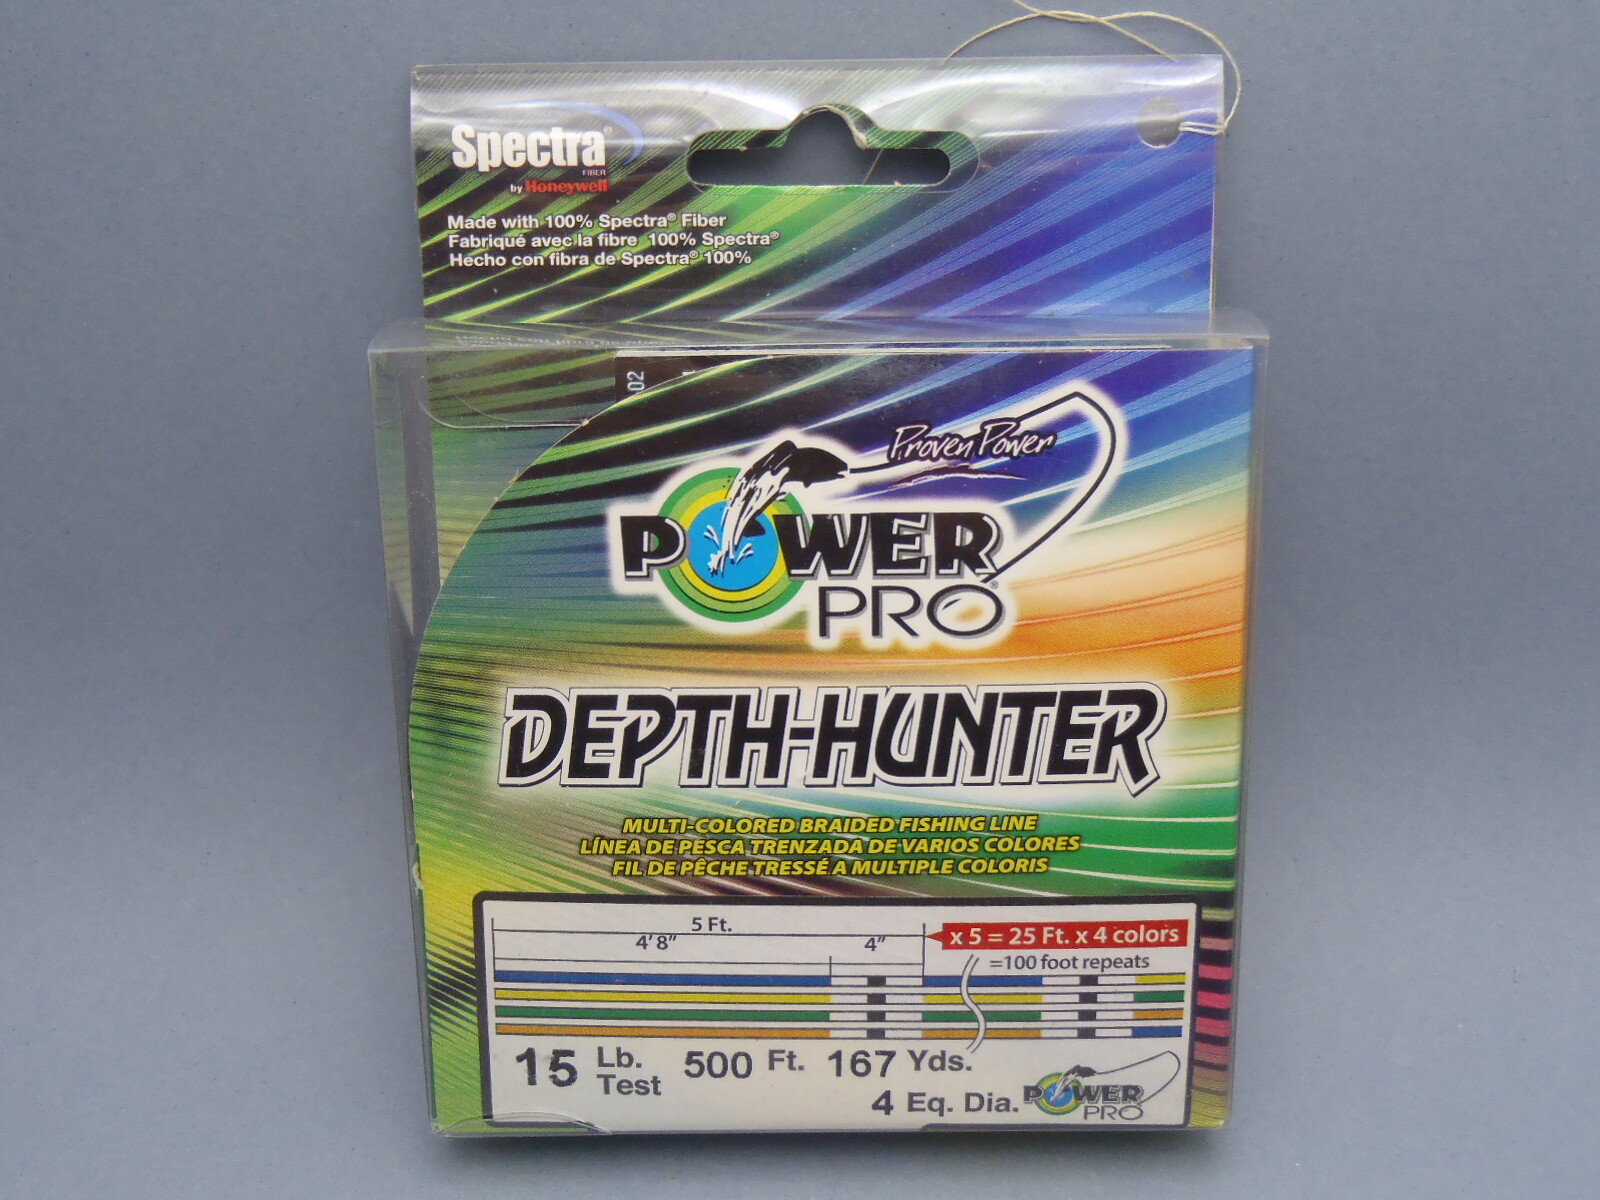 Spectra®
FIBER
by Honeywell
Made with 100% Spectra® Fiber
Fabriqué avec la fibre 100% Spectra®
Hecho con fibra de Spectra® 100%
02
Proven Power
POWER
PRO®
DEPTH-HUNTER
MULTI-COLORED BRAIDED FISHING LINE
LÍNEA DE PESCA TRENZADA DE VARIOS COLORES
FIL DE PÊCHE TRESSÉ A MULTIPLE COLORIS
5 Ft.
4' 8" 4"
x 5 = 25 Ft. x 4 colors
=100 foot repeats
15 Lb. Test 500 Ft. 167 Yds.
4 Eq. Dia.
POWER
PRO